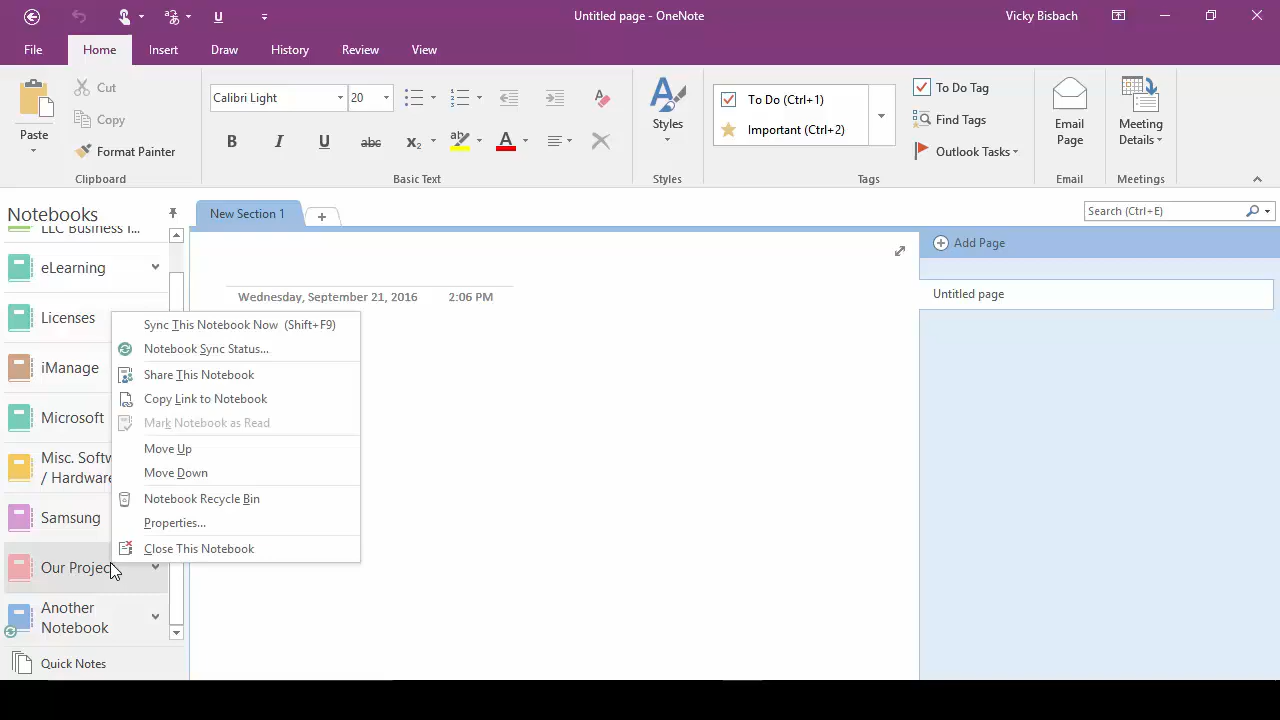 Untitled page - OneNote
Vicky Bisbach
File
Home
Insert
Draw
History
Review
View
Paste
Cut
Copy
Format Painter
Clipboard
Calibri Light
20
B I U abc x₂ A
Basic Text
Styles
Styles
To Do (Ctrl+1)
Important (Ctrl+2)
To Do Tag
Find Tags
Outlook Tasks
Tags
Email
Page
Email
Meeting
Details
Meetings
Notebooks
New Section 1
Search (Ctrl+E)
LLC Business I...
eLearning
Licenses
iManage
Microsoft
Misc. Softw
/ Hardware
Samsung
Our Projec
Another
Notebook
Quick Notes
Wednesday, September 21, 2016 2:06 PM
Sync This Notebook Now (Shift+F9)
Notebook Sync Status...
Share This Notebook
Copy Link to Notebook
Mark Notebook as Read
Move Up
Move Down
Notebook Recycle Bin
Properties...
Close This Notebook
Add Page
Untitled page